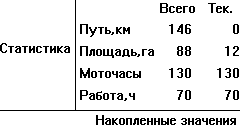 Всего Тек.
Путь,км 146 0
Статистика Площадь,га 88 12
Моточасы 130 130
Работа,ч 70 70
Накопленные значения